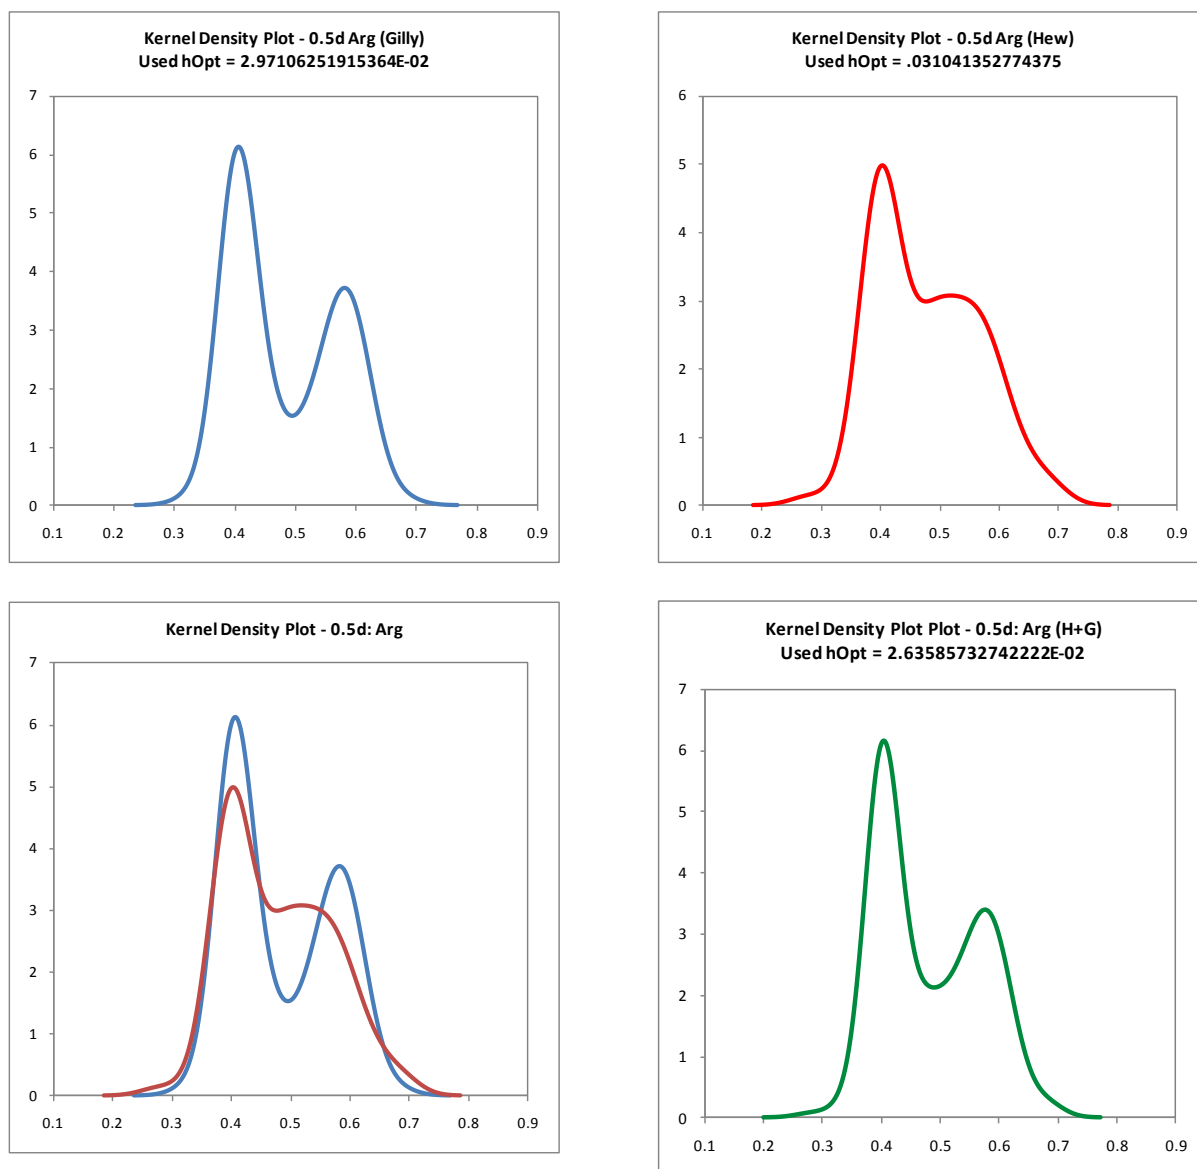 Kernel Density Plot - 0.5d Arg (Gilly)
Used hOpt = 2.97106251915364E-02
7
6
5
4
3
2
1
0
0.1 0.2 0.3 0.4 0.5 0.6 0.7 0.8 0.9
Kernel Density Plot - 0.5d Arg (Hew)
Used hOpt = .031041352774375
6
5
4
3
2
1
0
0.1 0.2 0.3 0.4 0.5 0.6 0.7 0.8 0.9
Kernel Density Plot - 0.5d: Arg
7
6
5
4
3
2
1
0
0.1 0.2 0.3 0.4 0.5 0.6 0.7 0.8 0.9
Kernel Density Plot Plot - 0.5d: Arg (H+G)
Used hOpt = 2.63585732742222E-02
7
6
5
4
3
2
1
0
0.1 0.2 0.3 0.4 0.5 0.6 0.7 0.8 0.9